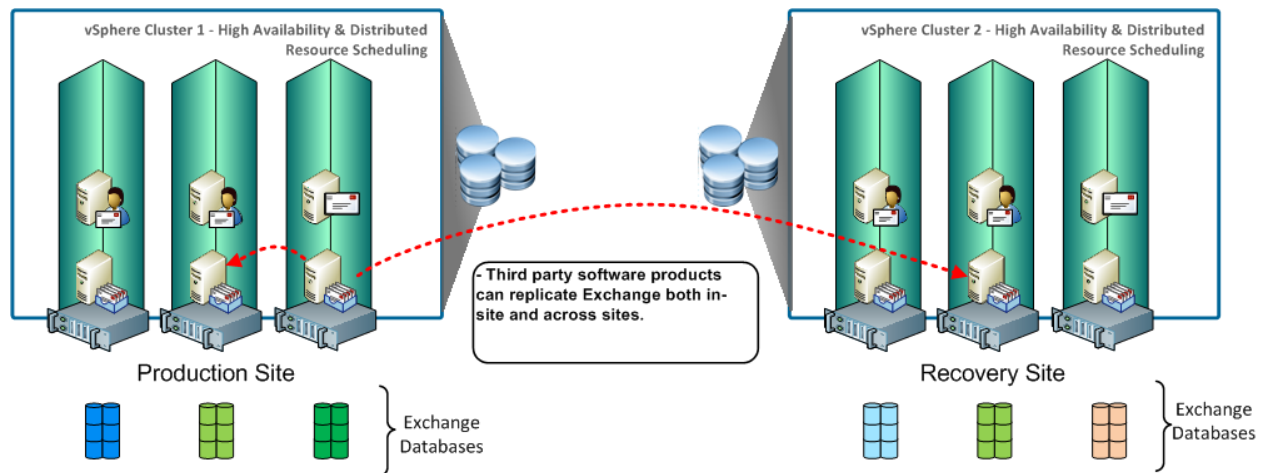 vSphere Cluster 1 - High Availability & Distributed
Resource Scheduling
vSphere Cluster 2 - High Availability & Distributed
Resource Scheduling
- Third party software products
can replicate Exchange both in-
site and across sites.
Production Site
Recovery Site
Exchange
Databases
Exchange
Databases